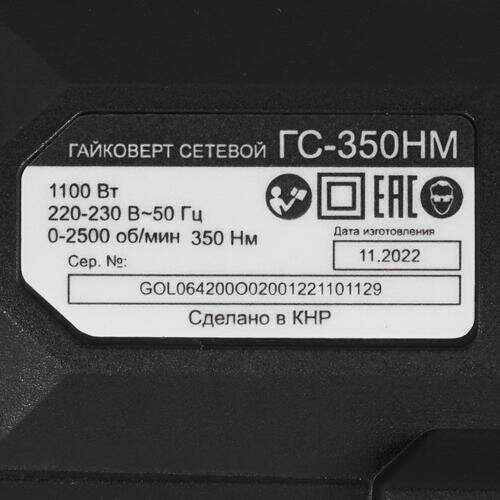 ГАЙКОВЕРТ СЕТЕВОЙ ГС-350НМ
1100 Вт
220-230 В~50 Гц
0-2500 об/мин 350 Нм
EAC
Дата изготовления
11.2022
Сер. №:
GOL064200O02001221101129
Сделано в КНР